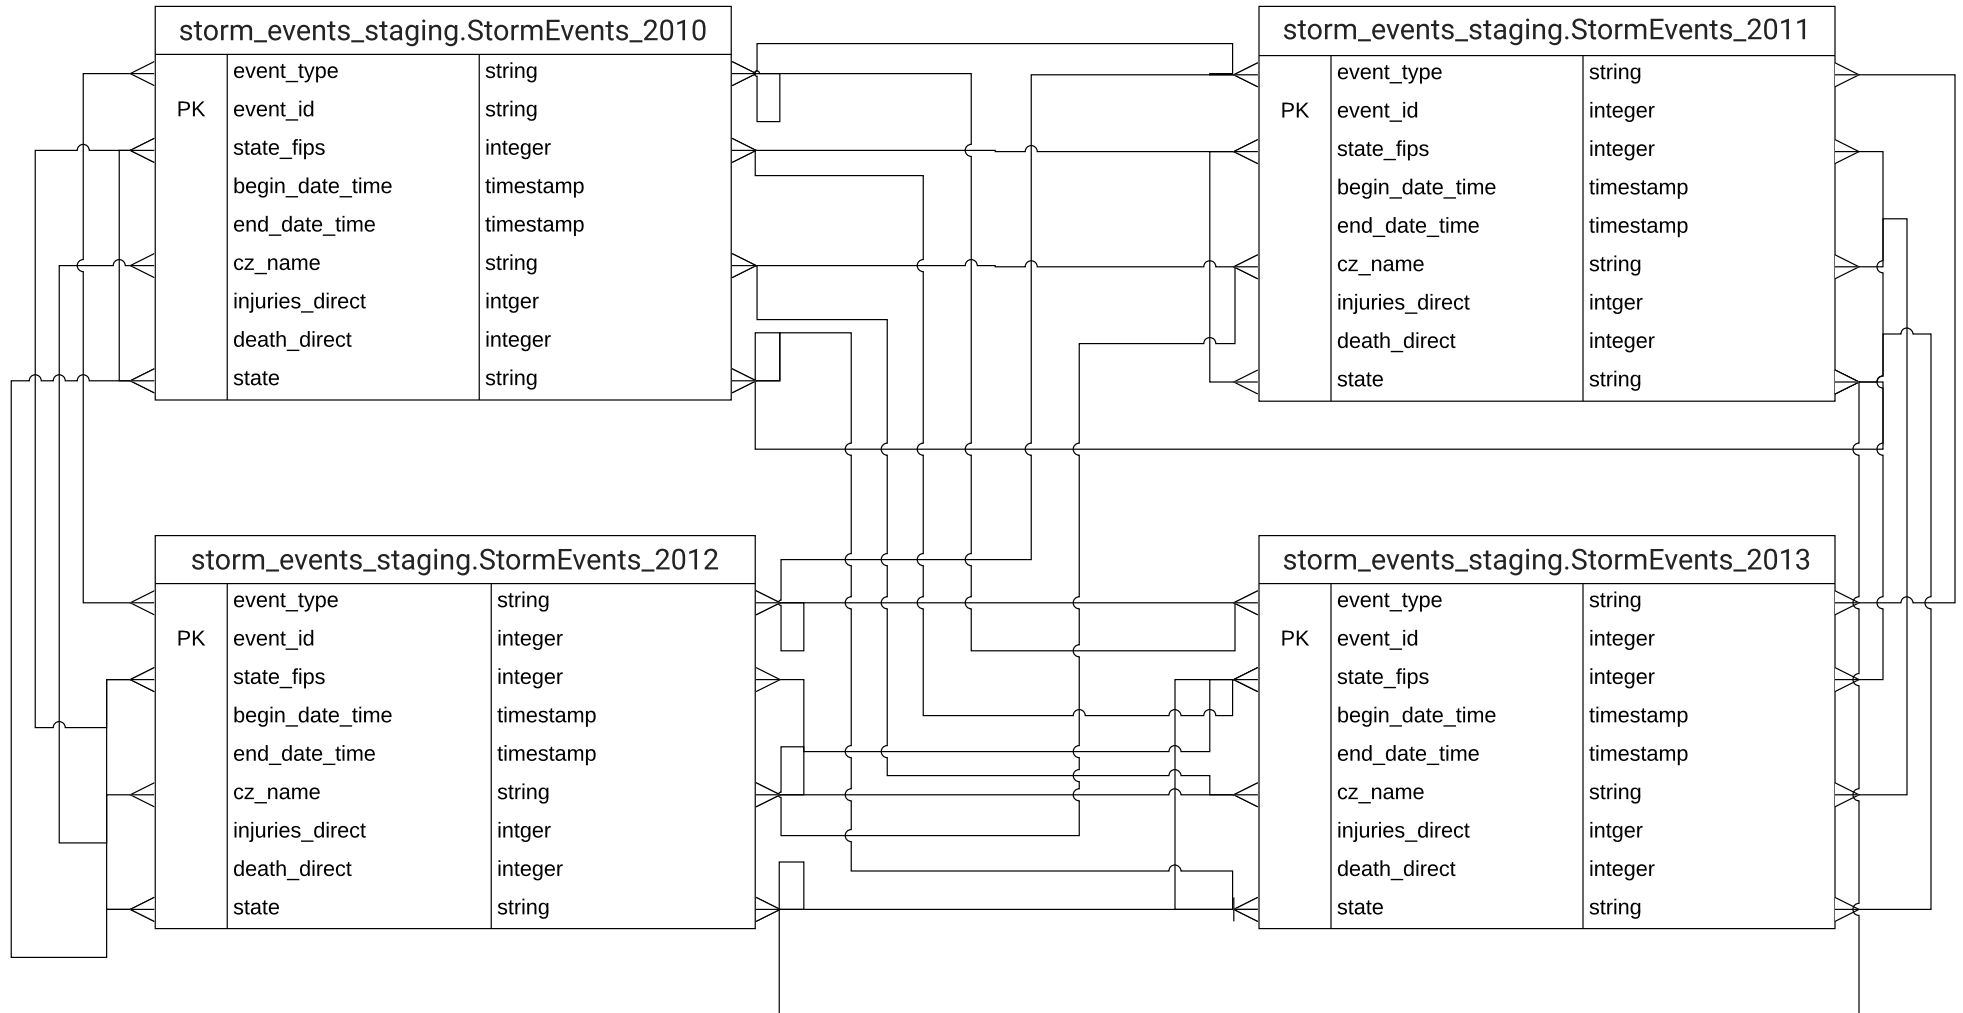 storm_events_staging.StormEvents_2010
event_type string
PK event_id string
state_fips integer
begin_date_time timestamp
end_date_time timestamp
cz_name string
injuries_direct intger
death_direct integer
state string
storm_events_staging.StormEvents_2011
event_type string
PK event_id integer
state_fips integer
begin_date_time timestamp
end_date_time timestamp
cz_name string
injuries_direct intger
death_direct integer
state string
storm_events_staging.StormEvents_2012
event_type string
PK event_id integer
state_fips integer
begin_date_time timestamp
end_date_time timestamp
cz_name string
injuries_direct intger
death_direct integer
state string
storm_events_staging.StormEvents_2013
event_type string
PK event_id integer
state_fips integer
begin_date_time timestamp
end_date_time timestamp
cz_name string
injuries_direct intger
death_direct integer
state string